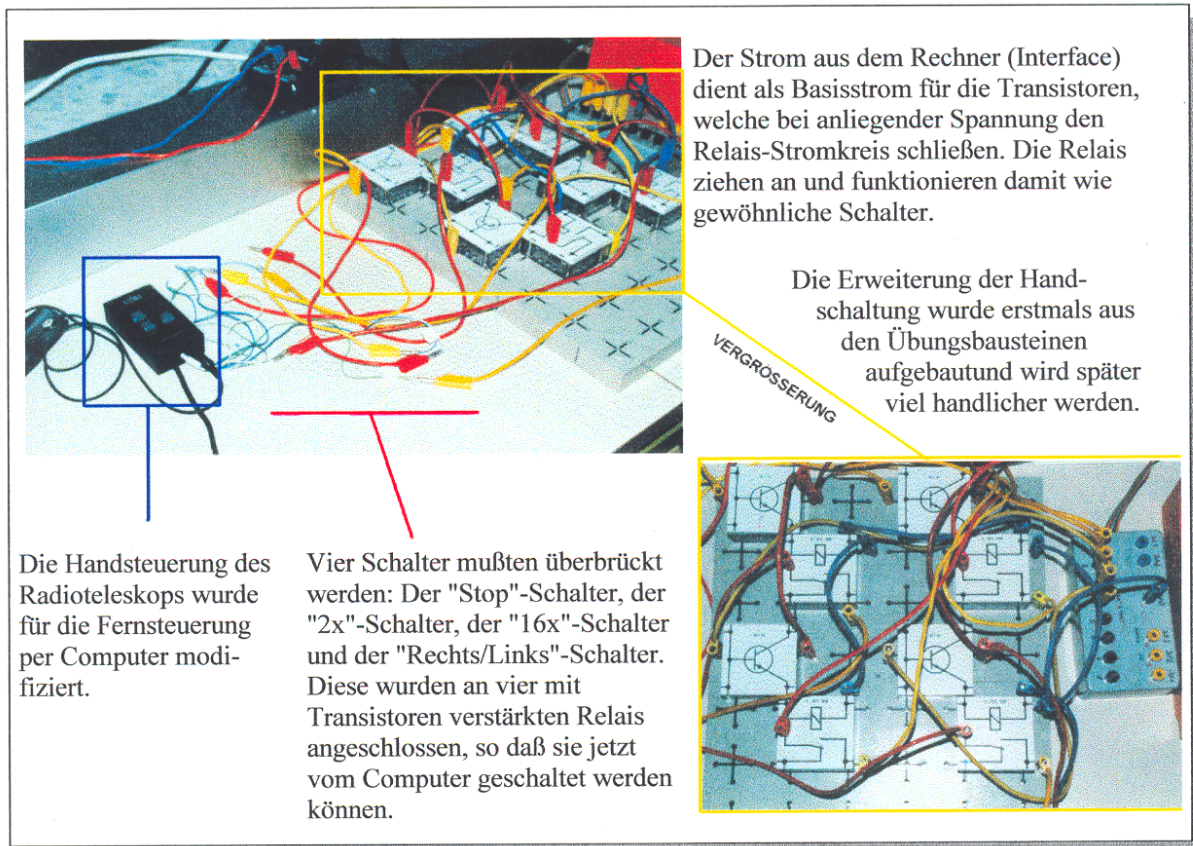 Der Strom aus dem Rechner (Interface)
dient als Basisstrom für die Transistoren,
welche bei anliegender Spannung den
Relais-Stromkreis schließen. Die Relais
ziehen an und funktionieren damit wie
gewöhnliche Schalter.
Die Erweiterung der Hand-
schaltung wurde erstmals aus
den Übungsbausteinen
aufgebautund wird später
viel handlicher werden.
VERGRÖSSERUNG
Die Handsteuerung des
Radioteleskops wurde
für die Fernsteuerung
per Computer modi-
fiziert.
Vier Schalter mußten überbrückt
werden: Der "Stop"-Schalter, der
"2x"-Schalter, der "16x"-Schalter
und der "Rechts/Links"-Schalter.
Diese wurden an vier mit
Transistoren verstärkten Relais
angeschlossen, so daß sie jetzt
vom Computer geschaltet werden
können.